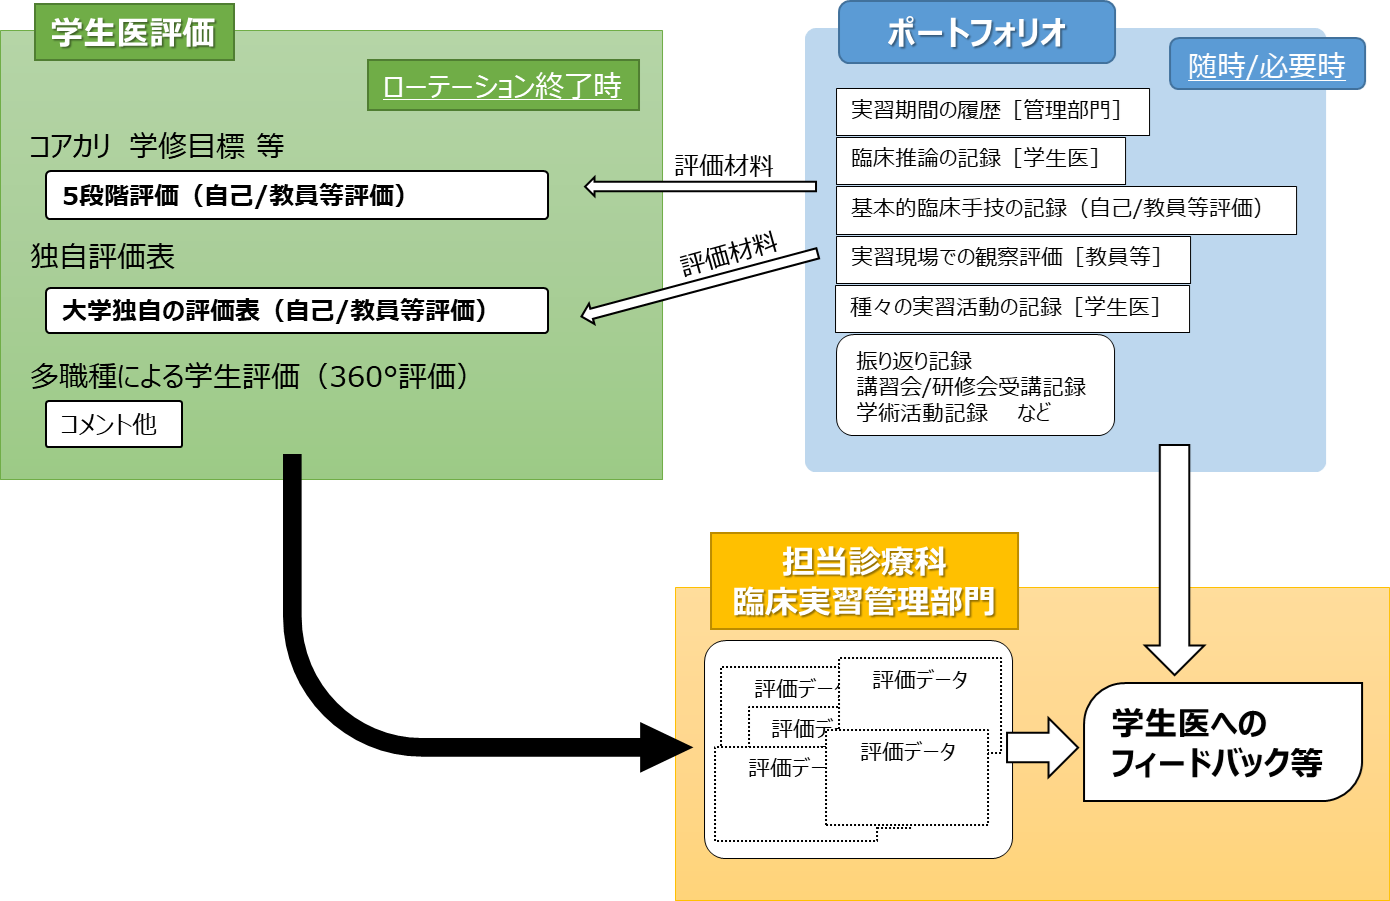 学生医評価
ローテーション終了時
コアカリ 学修目標 等
5段階評価（自己/教員等評価）
独自評価表
大学独自の評価表（自己/教員等評価）
多職種による学生評価（360°評価）
コメント他
評価材料
評価材料
ポートフォリオ
随時/必要時
実習期間の履歴［管理部門］
臨床推論の記録［学生医］
基本的臨床手技の記録（自己/教員等評価）
実習現場での観察評価［教員等］
種々の実習活動の記録［学生医］
振り返り記録
講習会/研修会受講記録
学術活動記録 など
担当診療科
臨床実習管理部門
評価デー
評価データ
評価デ
評価デー
評価データ
学生医への
フィードバック等